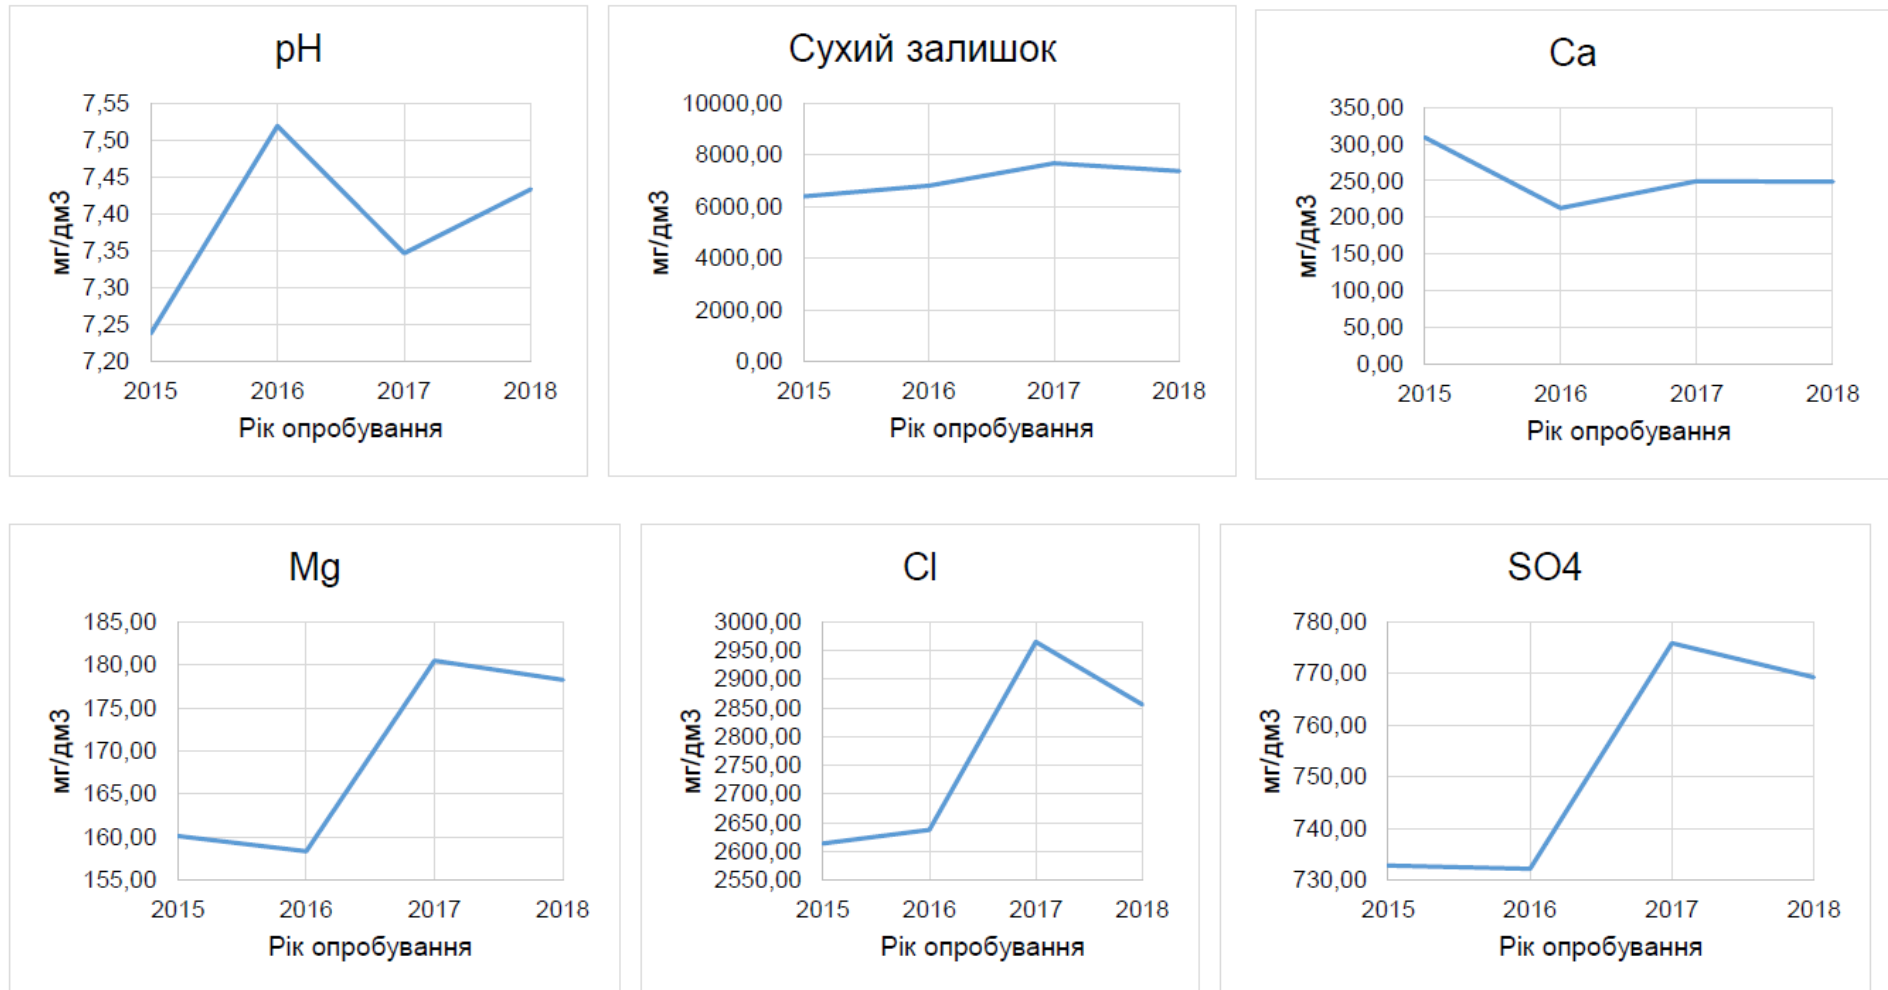 pH
7,55
7,50
7,45
7,40
7,35
7,30
7,25
7,20
мг/дм3
2015 2016 2017 2018
Рік опробування
Сухий залишок
10000,00
8000,00
6000,00
4000,00
2000,00
0,00
мг/дм3
2015 2016 2017 2018
Рік опробування
Ca
350,00
300,00
250,00
200,00
150,00
100,00
50,00
0,00
мг/дм3
2015 2016 2017 2018
Рік опробування
Mg
185,00
180,00
175,00
170,00
165,00
160,00
155,00
мг/дм3
2015 2016 2017 2018
Рік опробування
Cl
3000,00
2950,00
2900,00
2850,00
2800,00
2750,00
2700,00
2650,00
2600,00
2550,00
мг/дм3
2015 2016 2017 2018
Рік опробування
SO4
780,00
770,00
760,00
750,00
740,00
730,00
мг/дм3
2015 2016 2017 2018
Рік опробування